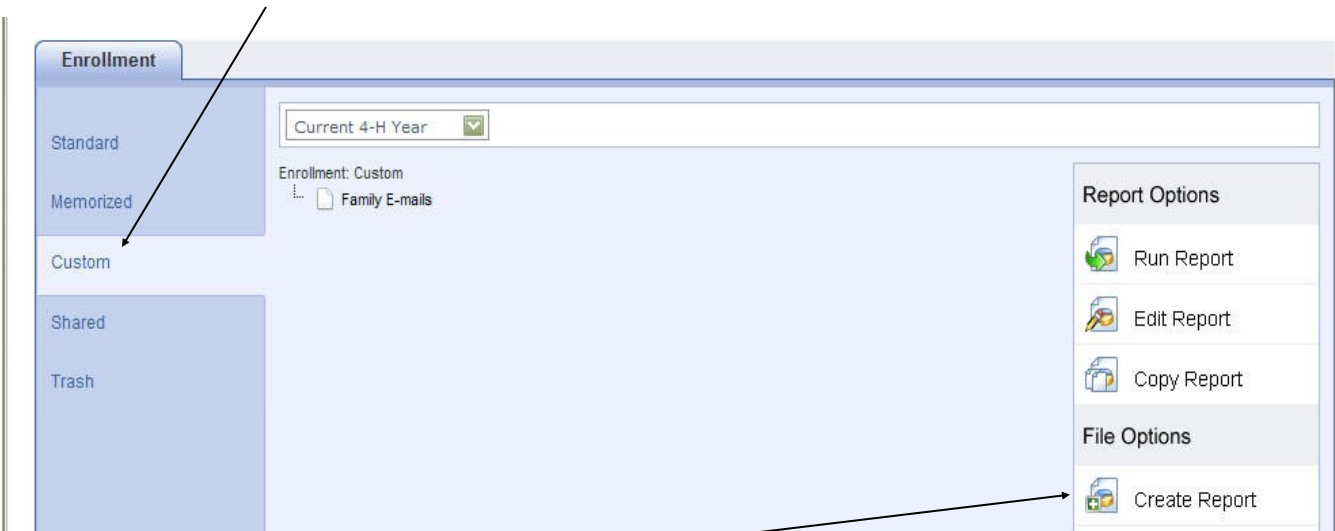 Enrollment
Standard
Memorized
Custom
Shared
Trash
Current 4-H Year
Enrollment: Custom
Family E-mails
Report Options
Run Report
Edit Report
Copy Report
File Options
Create Report